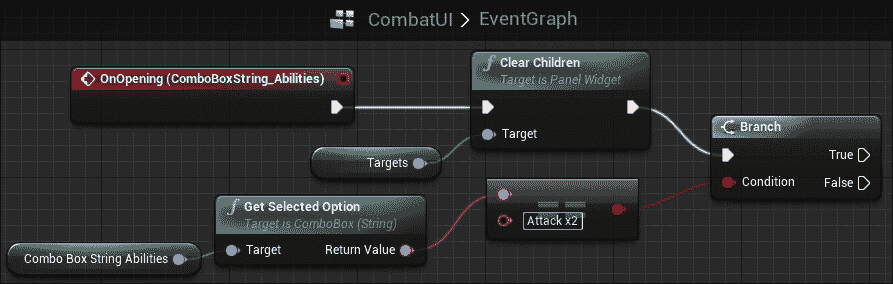 CombatUI > EventGraph
OnOpening (ComboBoxString_Abilities)
f Clear Children
Target is Panel Widget
Target
Targets
Branch
True
Condition
False
f Get Selected Option
Target is ComboBox (String)
Target Return Value
Combo Box String Abilities
==
Attack x2